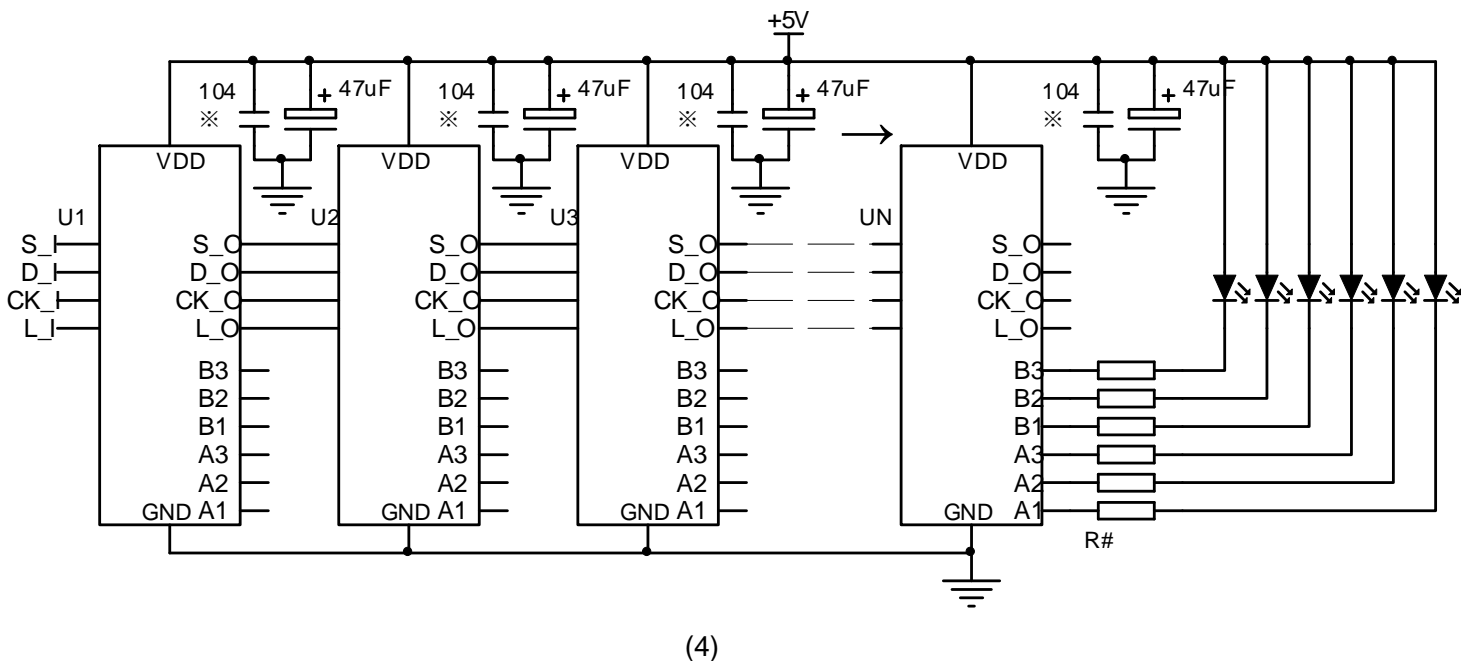 +5V
104 + 47uF 104 + 47uF 104 + 47uF 104 + 47uF
※ ※ ※ → ※
VDD VDD VDD VDD
U1 U2 U3 UN
S_I S_O S_O S_O S_O
D_I D_O D_O D_O D_O
CK_I CK_O CK_O CK_O CK_O
L_I L_O L_O L_O L_O
B3 B3 B3 B3
B2 B2 B2 B2
B1 B1 B1 B1
A3 A3 A3 A3
A2 A2 A2 A2
GND A1 GND A1 GND A1 GND A1
R#
(4)